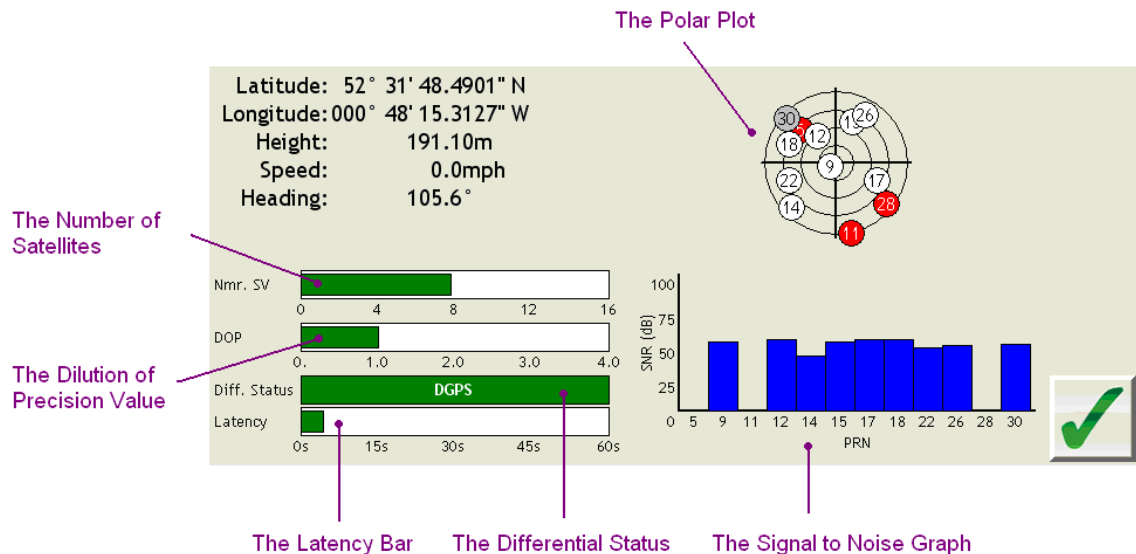 The Polar Plot
Latitude: 52° 31' 48.4901" N
Longitude: 000° 48' 15.3127" W
Height: 191.10m
Speed: 0.0mph
Heading: 105.6°
30
5
12
15
26
18
9
22
17
14
28
11
The Number of
Satellites
Nmr. SV
0 4 8 12 16
DOP
0. 1.0 2.0 3.0 4.0
The Dilution of
Precision Value
Diff. Status DGPS
Latency
0s 15s 30s 45s 60s
100
75
50
25
0
SNR (dB)
5 9 11 12 14 15 17 18 22 26 28 30
PRN
The Latency Bar
The Differential Status
The Signal to Noise Graph